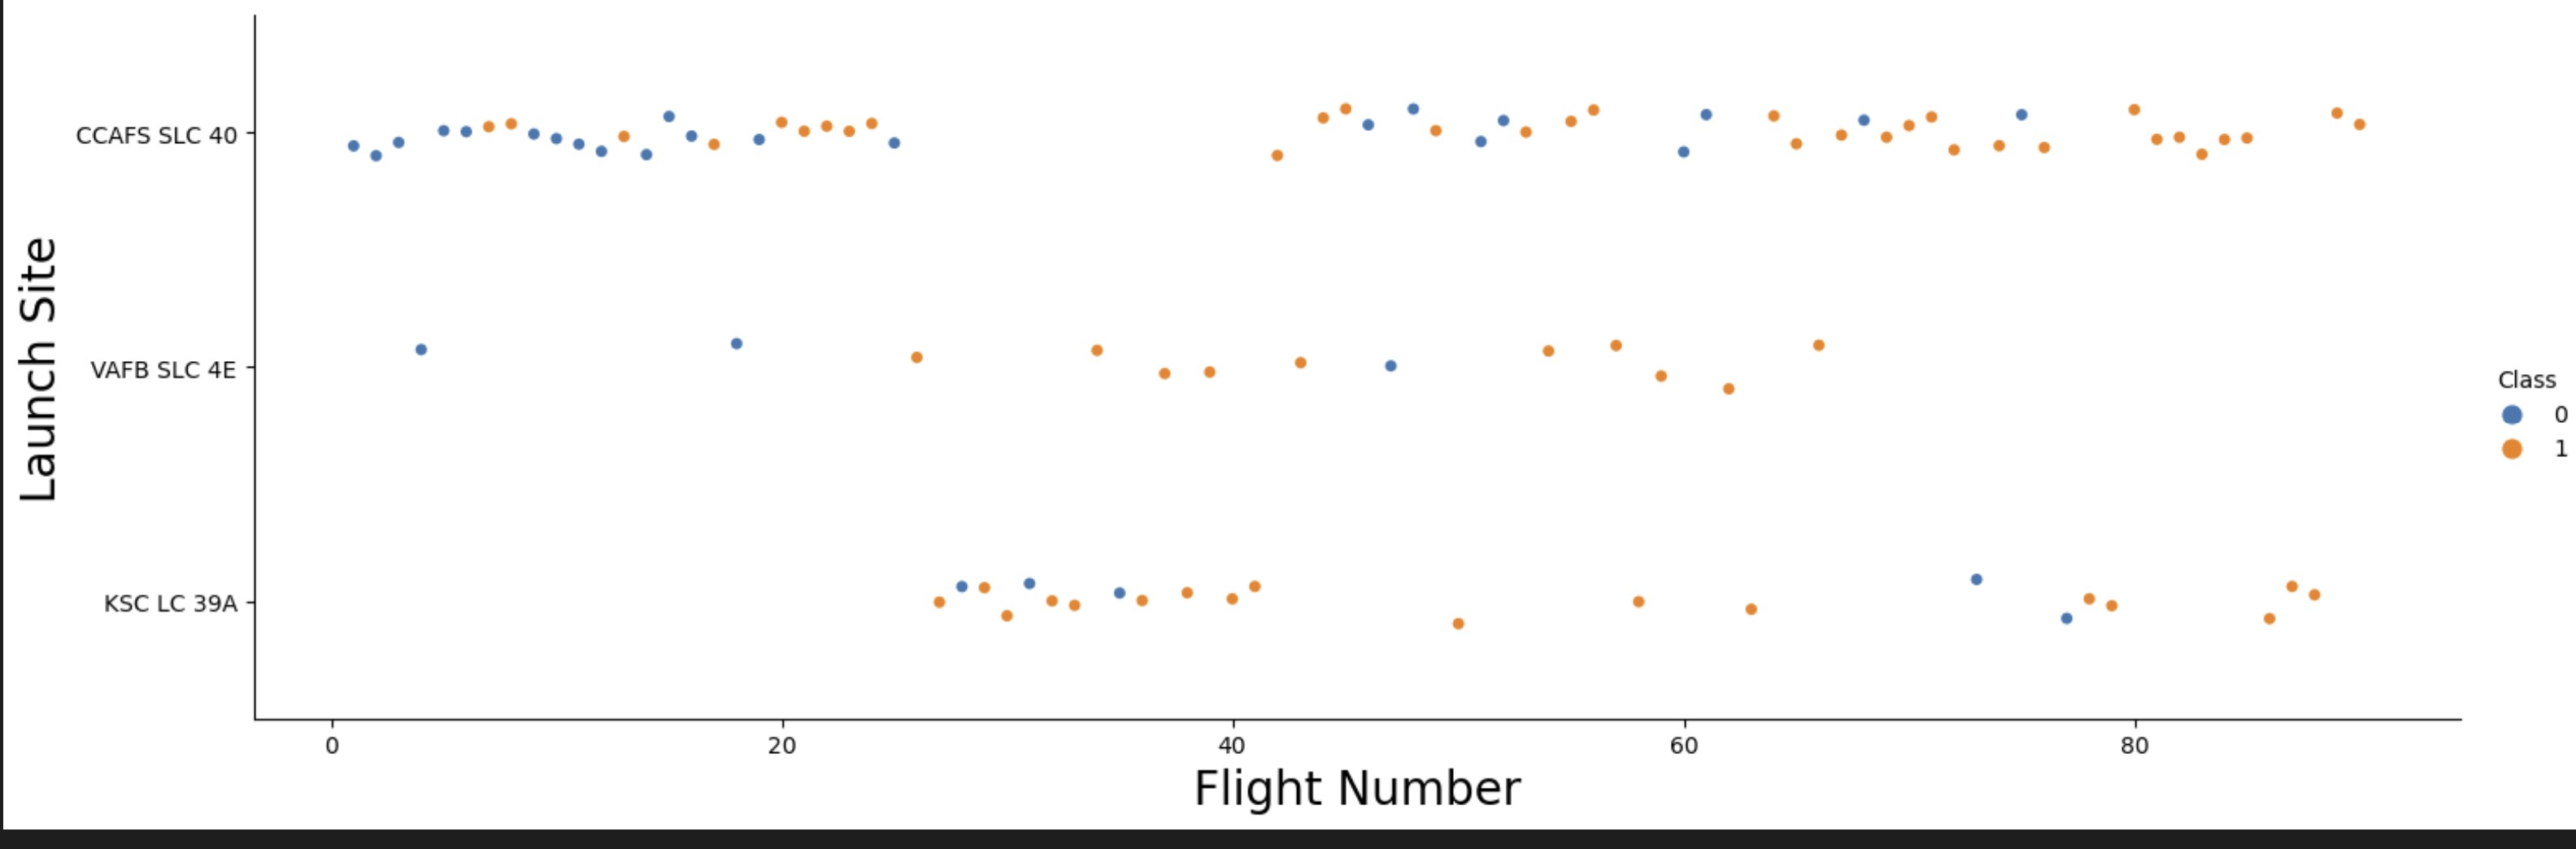 Launch Site
CCAFS SLC 40
VAFB SLC 4E
KSC LC 39A
0 20 40 60 80
Flight Number
Class
0
1